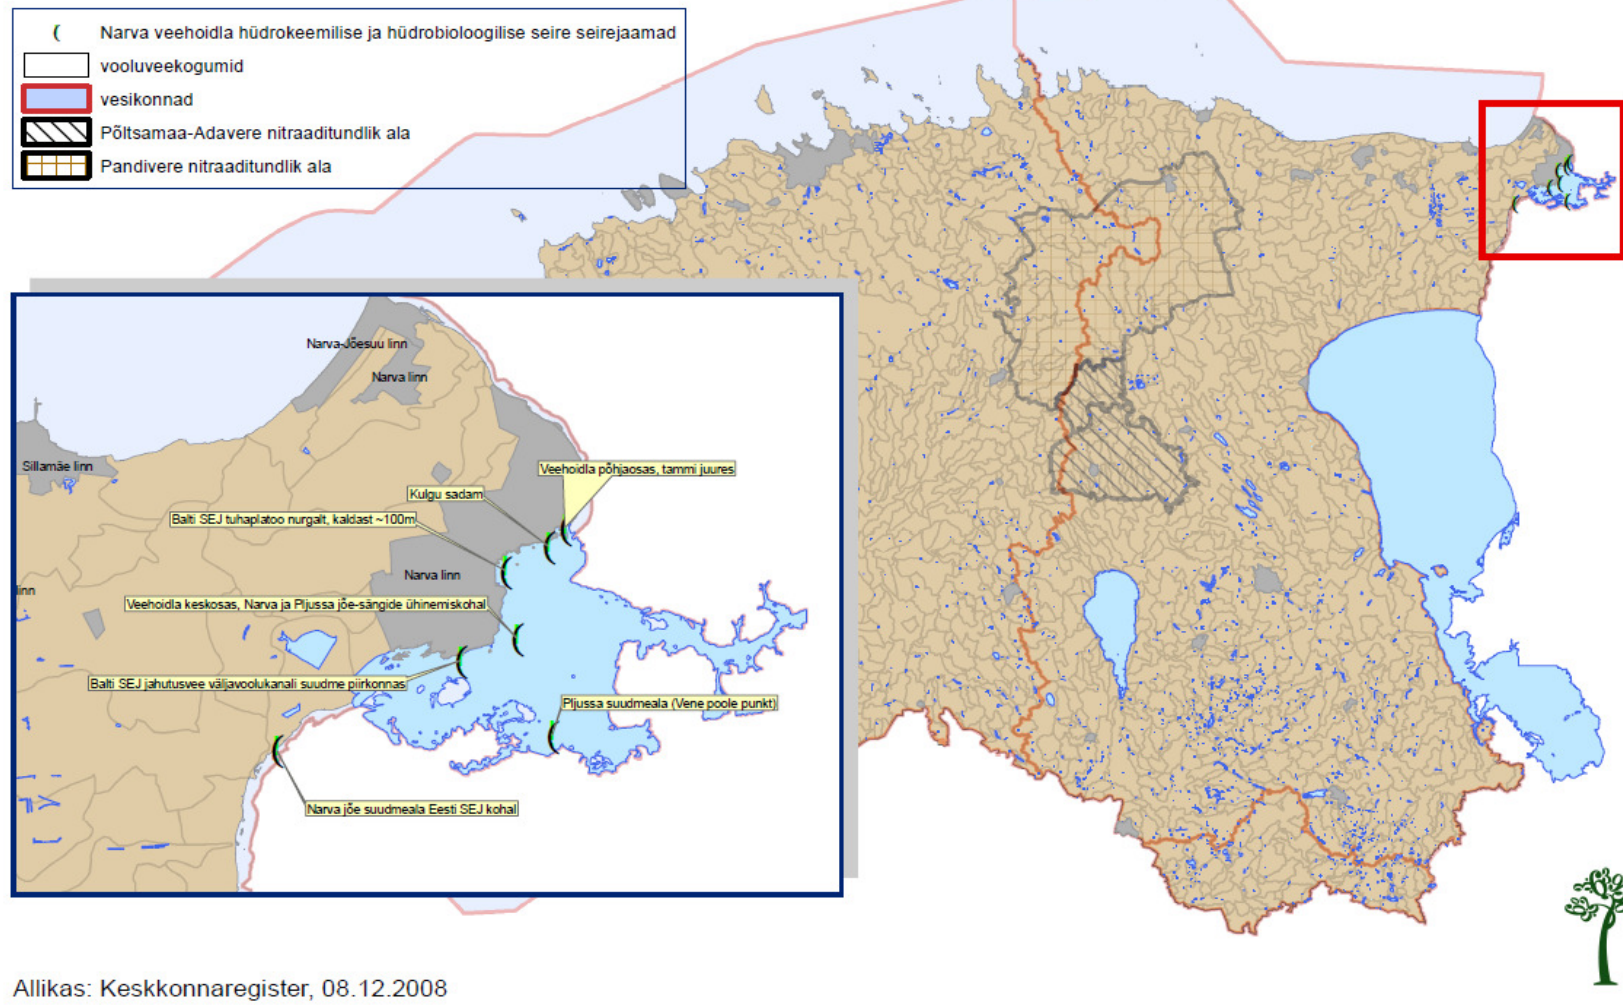 Narva veehoidla hüdrokeemilise ja hüdrobioloogilise seire seirejaamad
vooluveekogumid
vesikonnad
Põltsamaa-Adavere nitraaditundlik ala
Pandivere nitraaditundlik ala
Narva-Jõesuu linn
Narva linn
Sillamäe linn
Veehoidla põhjaosas, tammi juures
Kulgu sadam
Balti SEJ tuhaplatoo nurgalt, kaldast ~100m
Narva linn
linn
Veehoidla keskosas, Narva ja Pljussa jõe-sängide ühinemiskohal
Balti SEJ jahutusvee väljavoolukanali suudme piirkonnas
Pljussa suudmeala (Vene poole punkt)
Narva jõe suudmeala Eesti SEJ kohal
Allikas: Keskkonnaregister, 08.12.2008